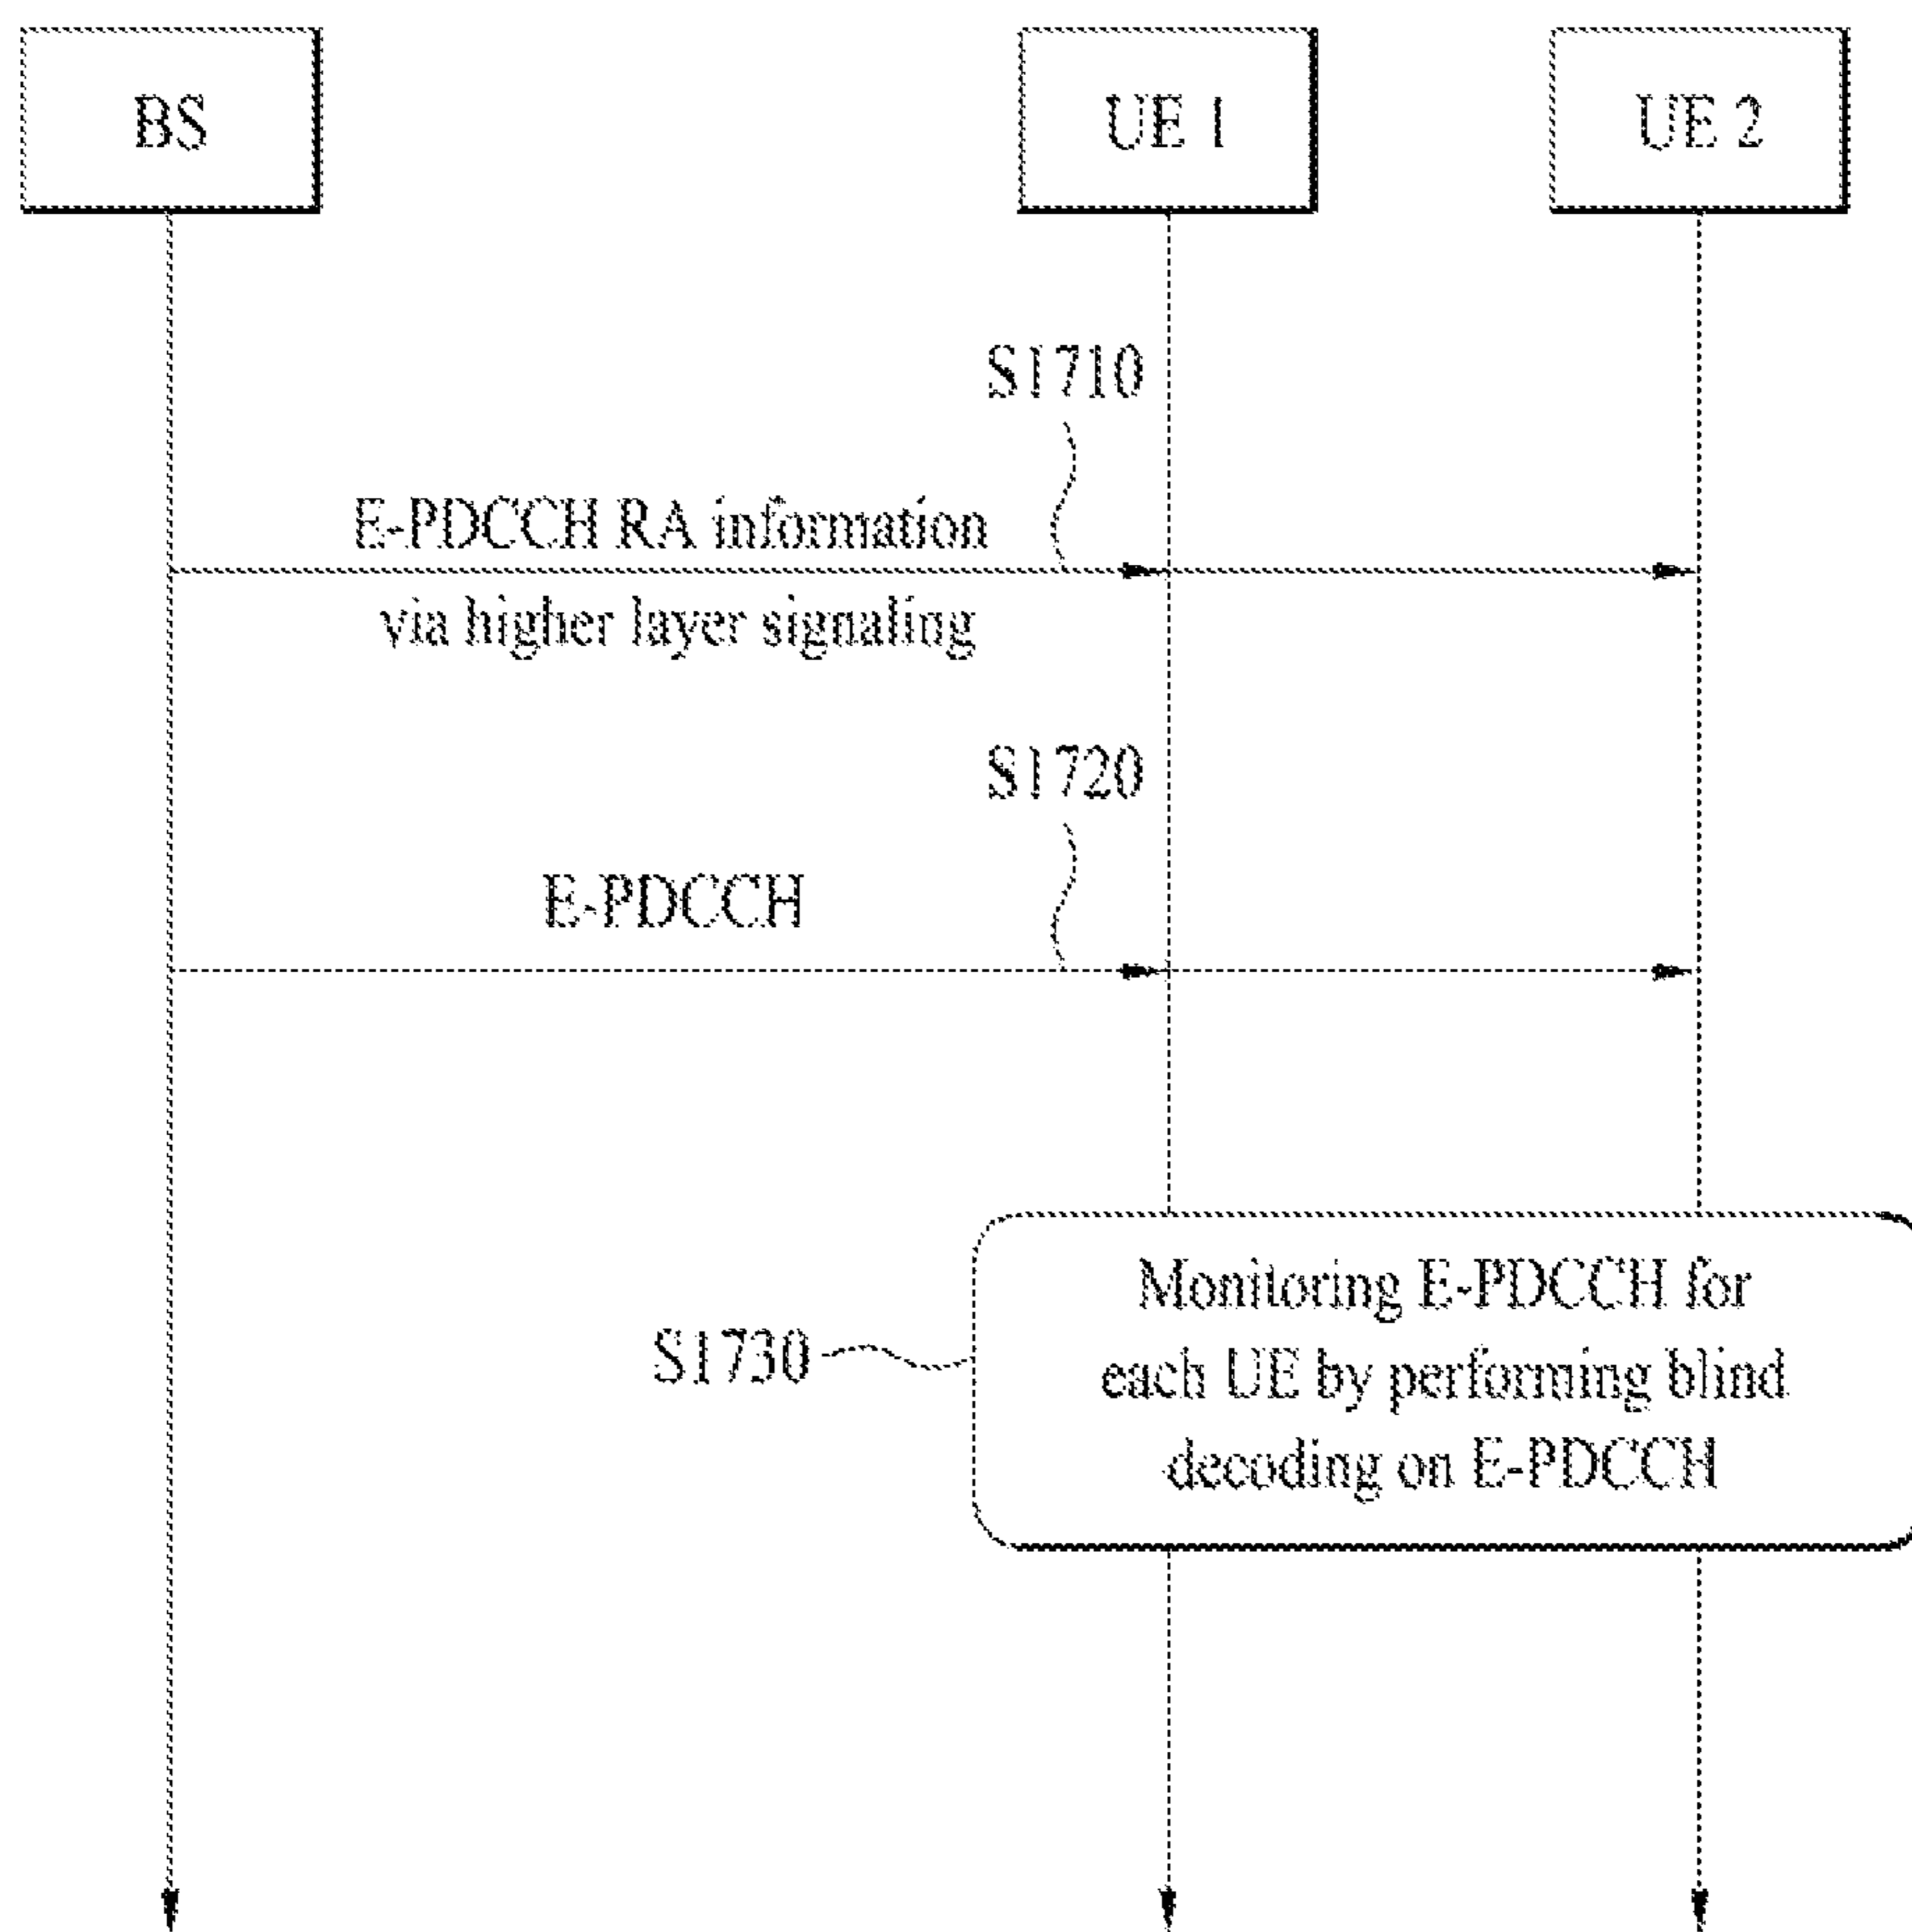 BS
UE 1
UE 2
S1710
E-PDCCH RA information
via higher layer signaling
S1720
E-PDCCH
Monitoring E-PDCCH for
each UE by performing blind
decoding on E-PDCCH
S1730